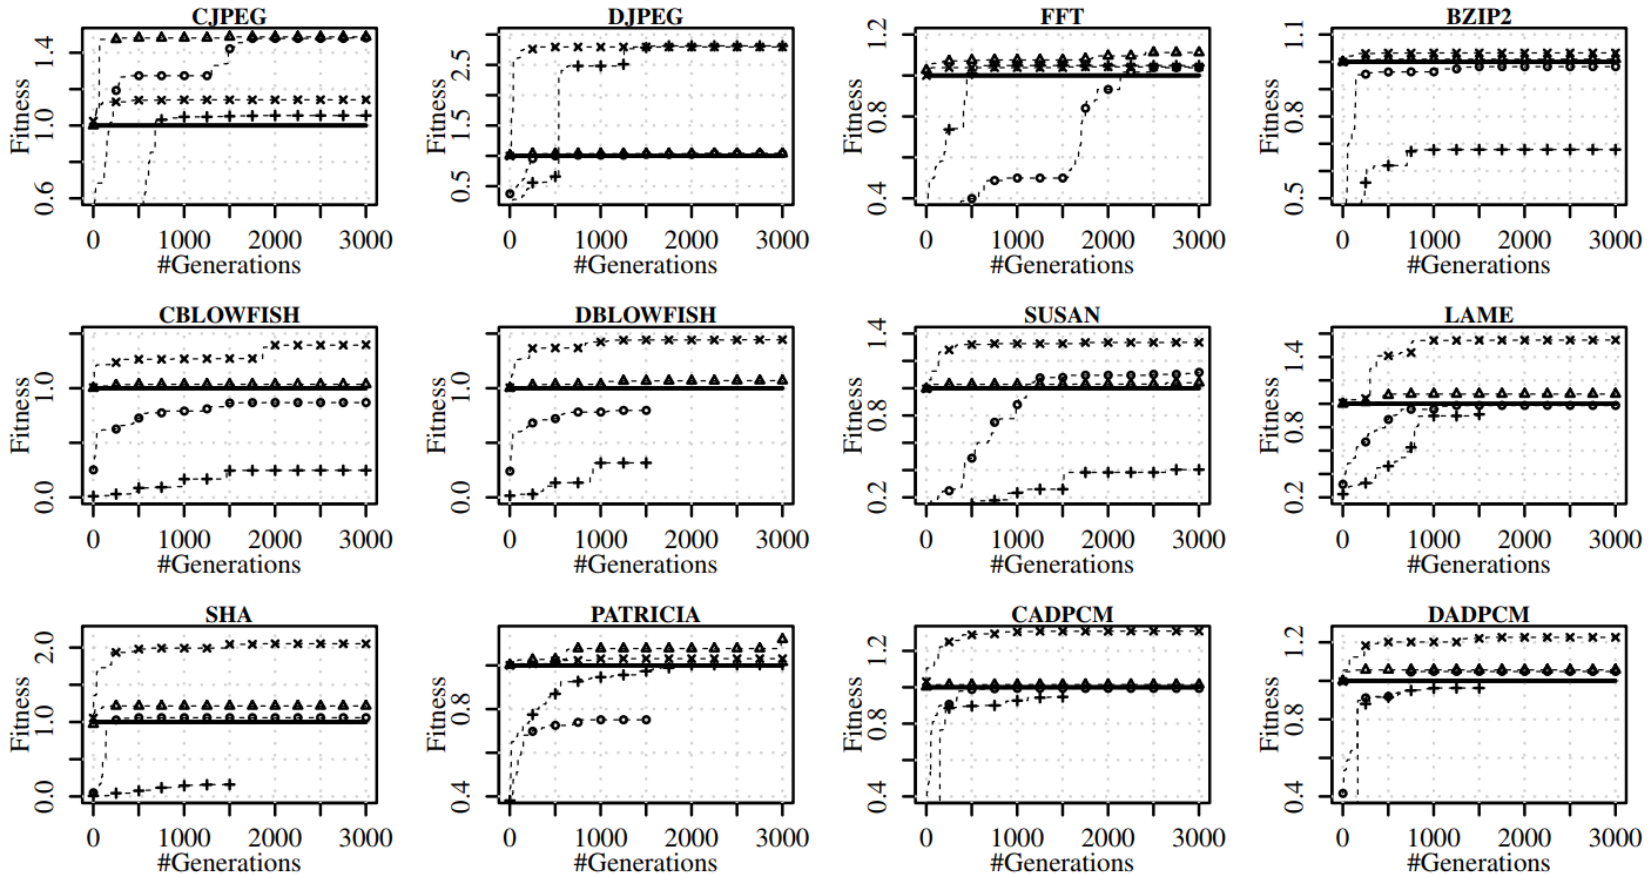 CJPEG
Fitness
0.6
1.0
1.4
0
1000
2000
3000
#Generations
DJPEG
Fitness
0.5
1.5
2.5
0
1000
2000
3000
#Generations
FFT
Fitness
0.4
0.8
1.2
0
1000
2000
3000
#Generations
BZIP2
Fitness
0.5
0.8
1.1
0
1000
2000
3000
#Generations
CBLOWFISH
Fitness
0.0
1.0
0
1000
2000
3000
#Generations
DBLOWFISH
Fitness
0.0
1.0
0
1000
2000
3000
#Generations
SUSAN
Fitness
0.2
0.8
1.4
0
1000
2000
3000
#Generations
LAME
Fitness
0.2
0.8
1.4
0
1000
2000
3000
#Generations
SHA
Fitness
0.0
1.0
2.0
0
1000
2000
3000
#Generations
PATRICIA
Fitness
0.4
0.8
0
1000
2000
3000
#Generations
CADPCM
Fitness
0.4
0.8
1.2
0
1000
2000
3000
#Generations
DADPCM
Fitness
0.4
0.8
1.2
0
1000
2000
3000
#Generations